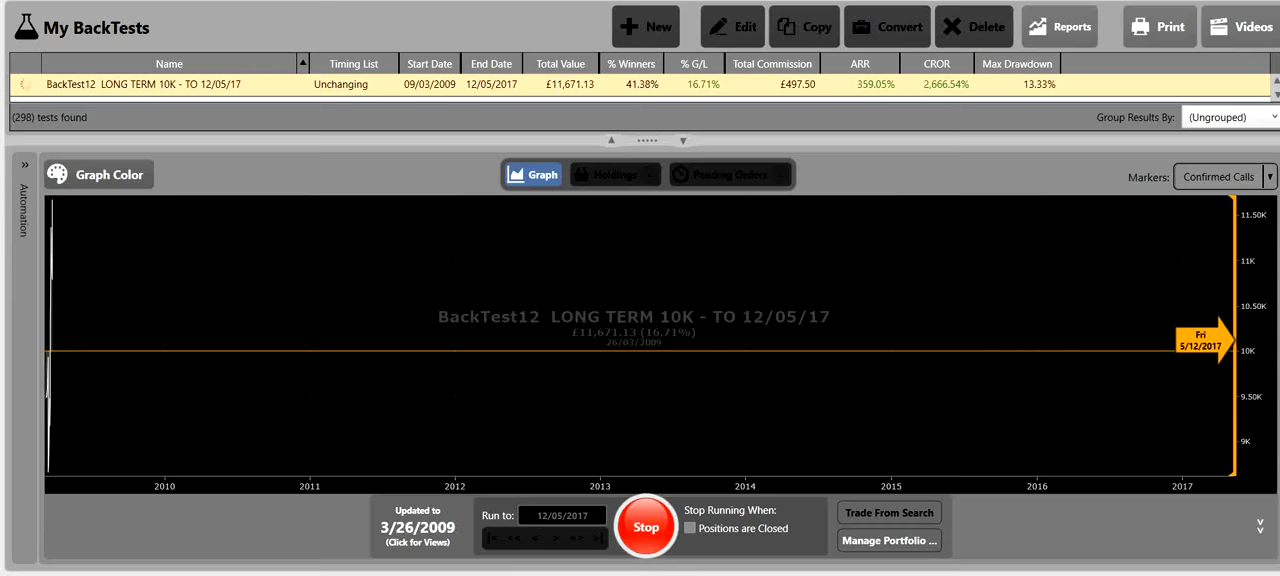 My BackTests
New
Edit
Copy
Convert
Delete
Reports
Print
Videos
Name Timing List Start Date End Date Total Value % Winners % G/L Total Commission ARR CROR Max Drawdown
BackTest12 LONG TERM 10K - TO 12/05/17 Unchanging 09/03/2009 12/05/2017 £11,671.13 41.38% 16.71% £497.50 359.05% 2,666.54% 13.33%
(298) tests found
Group Results By: (Ungrouped)
Automation
Graph Color
Graph
Holdings
Pending Orders
Markers: Confirmed Calls
11.50K
11K
10.50K
10K
9.50K
9K
BackTest12 LONG TERM 10K - TO 12/05/17
£11,671.13 (16.71%)
26/03/2009
Fri
5/12/2017
2010 2011 2012 2013 2014 2015 2016 2017
Updated to
3/26/2009
(Click for Views)
Run to: 12/05/2017
Stop
Stop Running When:
Positions are Closed
Trade From Search
Manage Portfolio ...